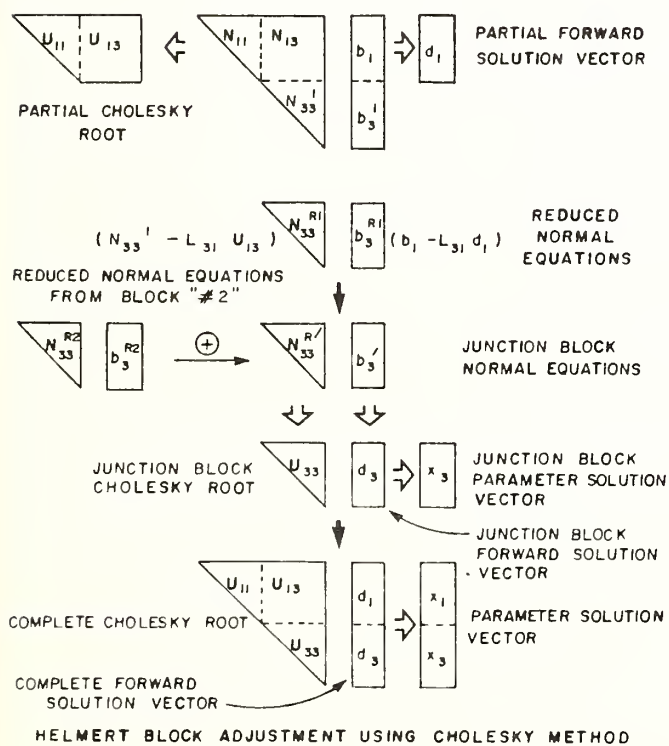 U₁₁ U₁₃ N₁₁ N₁₃ b₁ d₁ PARTIAL FORWARD
SOLUTION VECTOR
PARTIAL CHOLESKY
ROOT
N₃₃¹ b₃¹
(N₃₃¹ – L₃₁ U₁₃) N₃₃ᴿ¹ b₃ᴿ¹ (b₁ – L₃₁ d₁) REDUCED
NORMAL
EQUATIONS
REDUCED NORMAL EQUATIONS
FROM BLOCK "#2"
N₃₃ᴿ² b₃ᴿ² + N₃₃ᴿ′ b₃′ JUNCTION BLOCK
NORMAL EQUATIONS
JUNCTION BLOCK
CHOLESKY ROOT
U₃₃ d₃ x₃ JUNCTION BLOCK
PARAMETER SOLUTION
VECTOR
JUNCTION BLOCK
FORWARD SOLUTION
VECTOR
U₁₁ U₁₃ d₁ x₁
COMPLETE CHOLESKY ROOT PARAMETER SOLUTION
VECTOR
U₃₃ d₃ x₃
COMPLETE FORWARD
SOLUTION VECTOR
HELMERT BLOCK ADJUSTMENT USING CHOLESKY METHOD